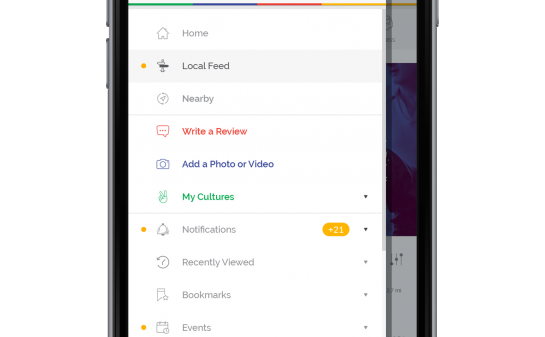 Home
Local Feed
Nearby
Write a Review
Add a Photo or Video
My Cultures
Notifications +21
Recently Viewed
Bookmarks
Events